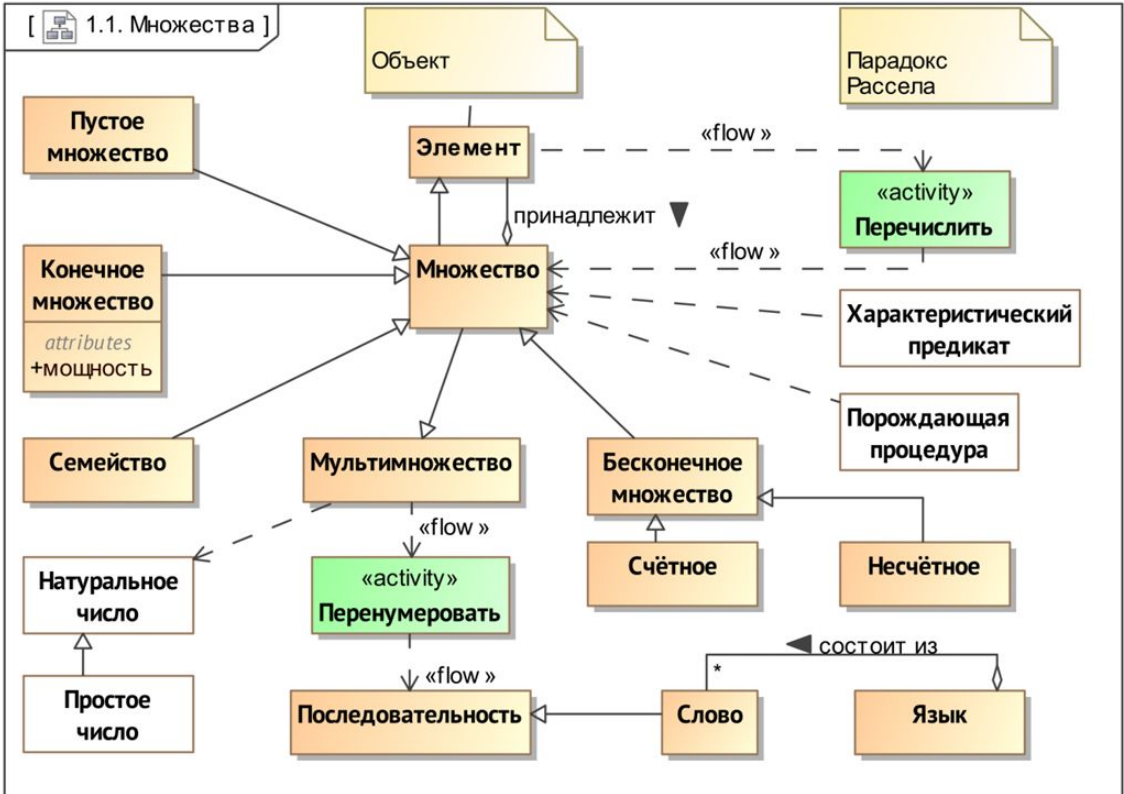 [ 1.1. Множества ]
Объект
Парадокс
Рассела
Пустое
множество
Элемент
«flow »
«activity»
Перечислить
принадлежит
«flow »
Конечное
множество
attributes
+мощность
Множество
Характеристический
предикат
Порождающая
процедура
Семейство
Мультимножество
Бесконечное
множество
«flow »
Счётное
Несчётное
Натуральное
число
«activity»
Перенумеровать
состоит из
*
«flow »
Простое
число
Последовательность
Слово
Язык